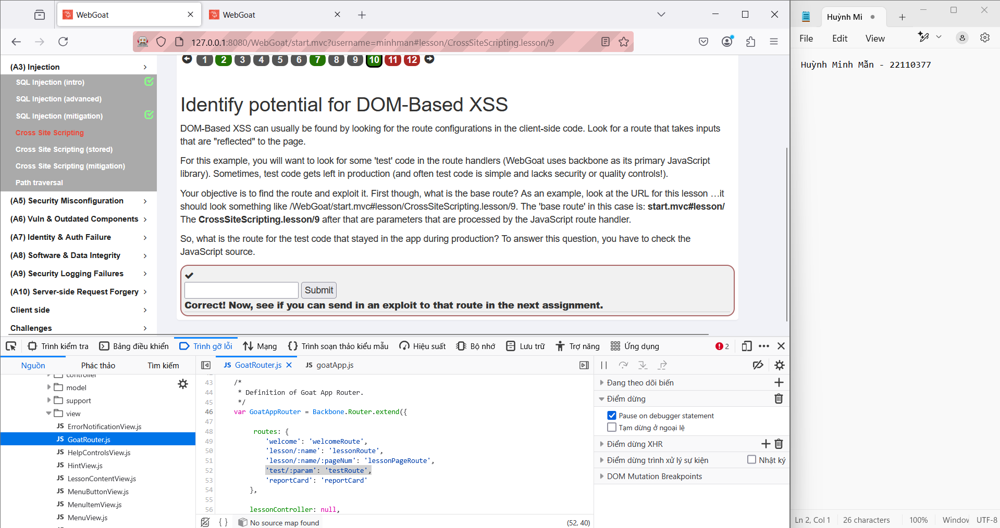 WebGoat
WebGoat
Huỳnh Mi
127.0.0.1:8080/WebGoat/start.mvc?username=minhman#lesson/CrossSiteScripting.lesson/9
File Edit View
1 2 3 4 5 6 7 8 9 10 11 12
Huỳnh Minh Mẫn - 22110377
(A3) Injection
SQL Injection (intro)
SQL Injection (advanced)
SQL Injection (mitigation)
Cross Site Scripting
Cross Site Scripting (stored)
Cross Site Scripting (mitigation)
Path traversal
(A5) Security Misconfiguration
(A6) Vuln & Outdated Components
(A7) Identity & Auth Failure
(A8) Software & Data Integrity
(A9) Security Logging Failures
(A10) Server-side Request Forgery
Client side
Challenges
Identify potential for DOM-Based XSS
DOM-Based XSS can usually be found by looking for the route configurations in the client-side code. Look for a route that takes inputs
that are "reflected" to the page.
For this example, you will want to look for some 'test' code in the route handlers (WebGoat uses backbone as its primary JavaScript
library). Sometimes, test code gets left in production (and often test code is simple and lacks security or quality controls!).
Your objective is to find the route and exploit it. First though, what is the base route? As an example, look at the URL for this lesson …it
should look something like /WebGoat/start.mvc#lesson/CrossSiteScripting.lesson/9. The 'base route' in this case is: start.mvc#lesson/
The CrossSiteScripting.lesson/9 after that are parameters that are processed by the JavaScript route handler.
So, what is the route for the test code that stayed in the app during production? To answer this question, you have to check the
JavaScript source.
Submit
Correct! Now, see if you can send in an exploit to that route in the next assignment.
Trình kiểm tra Bảng điều khiển Trình gỡ lỗi Mạng Trình soạn thảo kiểu mẫu Hiệu suất Bộ nhớ Lưu trữ Trợ năng Ứng dụng 2
Nguồn Phác thảo Tìm kiếm
controller
model
support
view
JS ErrorNotificationView.js
JS GoatRouter.js
JS HelpControlsView.js
JS HintView.js
JS LessonContentView.js
JS MenuButtonView.js
JS MenuItemView.js
JS MenuView.js
JS GoatRouter.js JS goatApp.js
43 /*
44 * Definition of Goat App Router.
45 */
46 var GoatAppRouter = Backbone.Router.extend({
47
48 routes: {
49 'welcome': 'welcomeRoute',
50 'lesson/:name': 'lessonRoute',
51 'lesson/:name/:pageNum': 'lessonPageRoute',
52 'test/:param': 'testRoute',
53 'reportCard': 'reportCard'
54 },
55
56 lessonController: null,
{ } No source map found (52, 40)
Đang theo dõi biến
Điểm dừng
Pause on debugger statement
Tạm dừng ở ngoại lệ
Điểm dừng XHR
Điểm dừng trình xử lý sự kiện Nhật ký
DOM Mutation Breakpoints
Ln 2, Col 1 26 characters 100% Window UTF-8